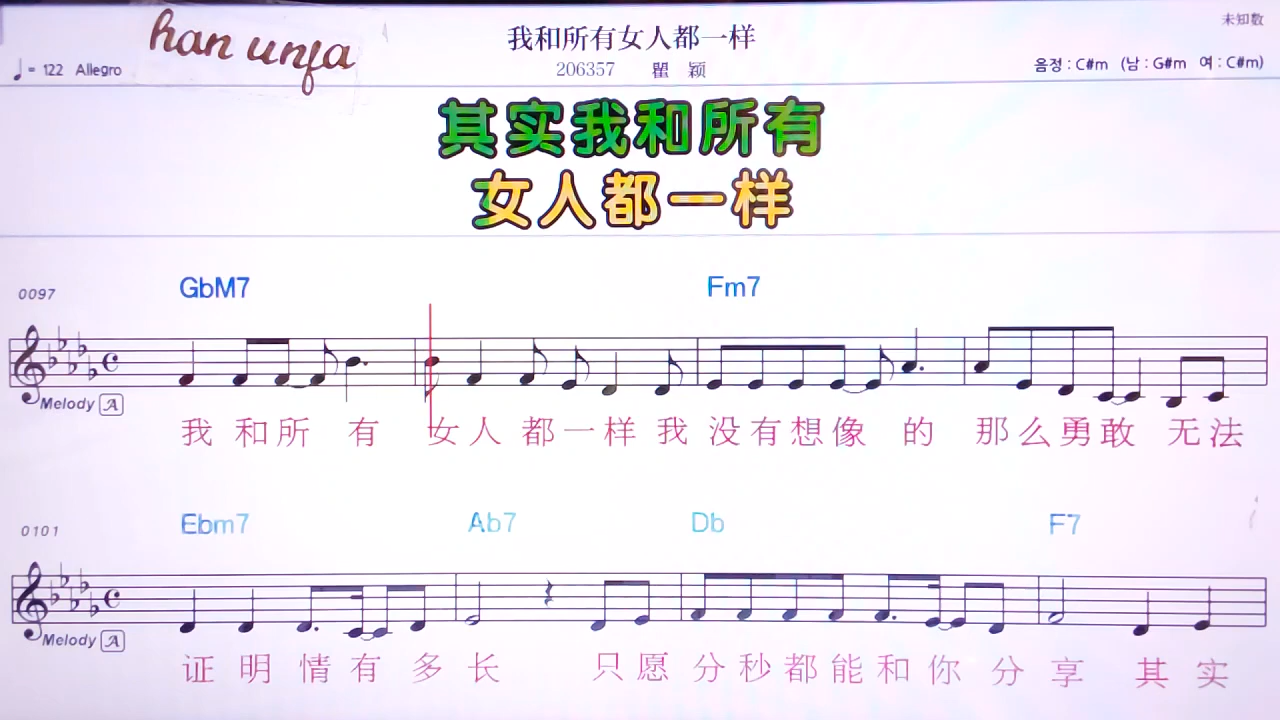 han unfa
我和所有女人都一样
未知数
♩= 122 Allegro
206357 瞿 颖
음정 : C#m (남 : G#m 여 : C#m)
其实我和所有
女人都一样
0097 GbM7 Fm7
Melody A
我 和 所 有 女 人 都 一 样 我 没 有 想 像 的 那 么 勇 敢 无 法
0101 Ebm7 Ab7 Db F7
Melody A
证 明 情 有 多 长 只 愿 分 秒 都 能 和 你 分 享 其 实